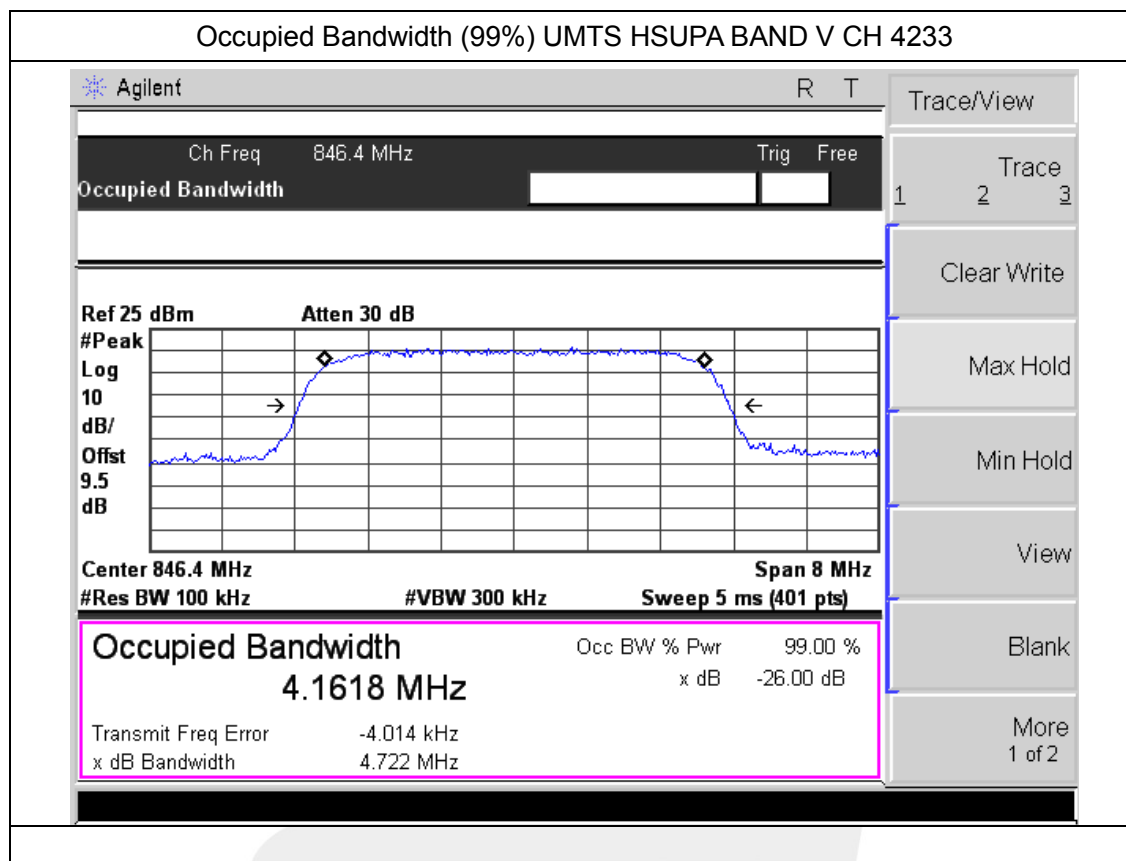 Occupied Bandwidth (99%) UMTS HSUPA BAND V CH 4233
Agilent R T
Trace/View
Ch Freq 846.4 MHz Trig Free
Occupied Bandwidth
Trace
1 2 3
Clear Write
Ref 25 dBm Atten 30 dB
#Peak
Log
10
dB/
Offst
9.5
dB
Max Hold
Min Hold
Center 846.4 MHz Span 8 MHz
#Res BW 100 kHz #VBW 300 kHz Sweep 5 ms (401 pts)
View
Occupied Bandwidth Occ BW % Pwr 99.00 %
4.1618 MHz x dB -26.00 dB
Blank
Transmit Freq Error -4.014 kHz
x dB Bandwidth 4.722 MHz
More
1 of 2